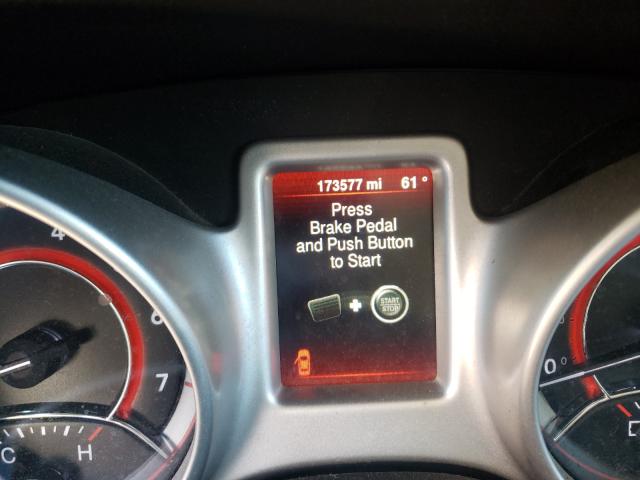 173577 mi 61°
Press
Brake Pedal
and Push Button
to Start
START
STOP
4
6
7
C H
0